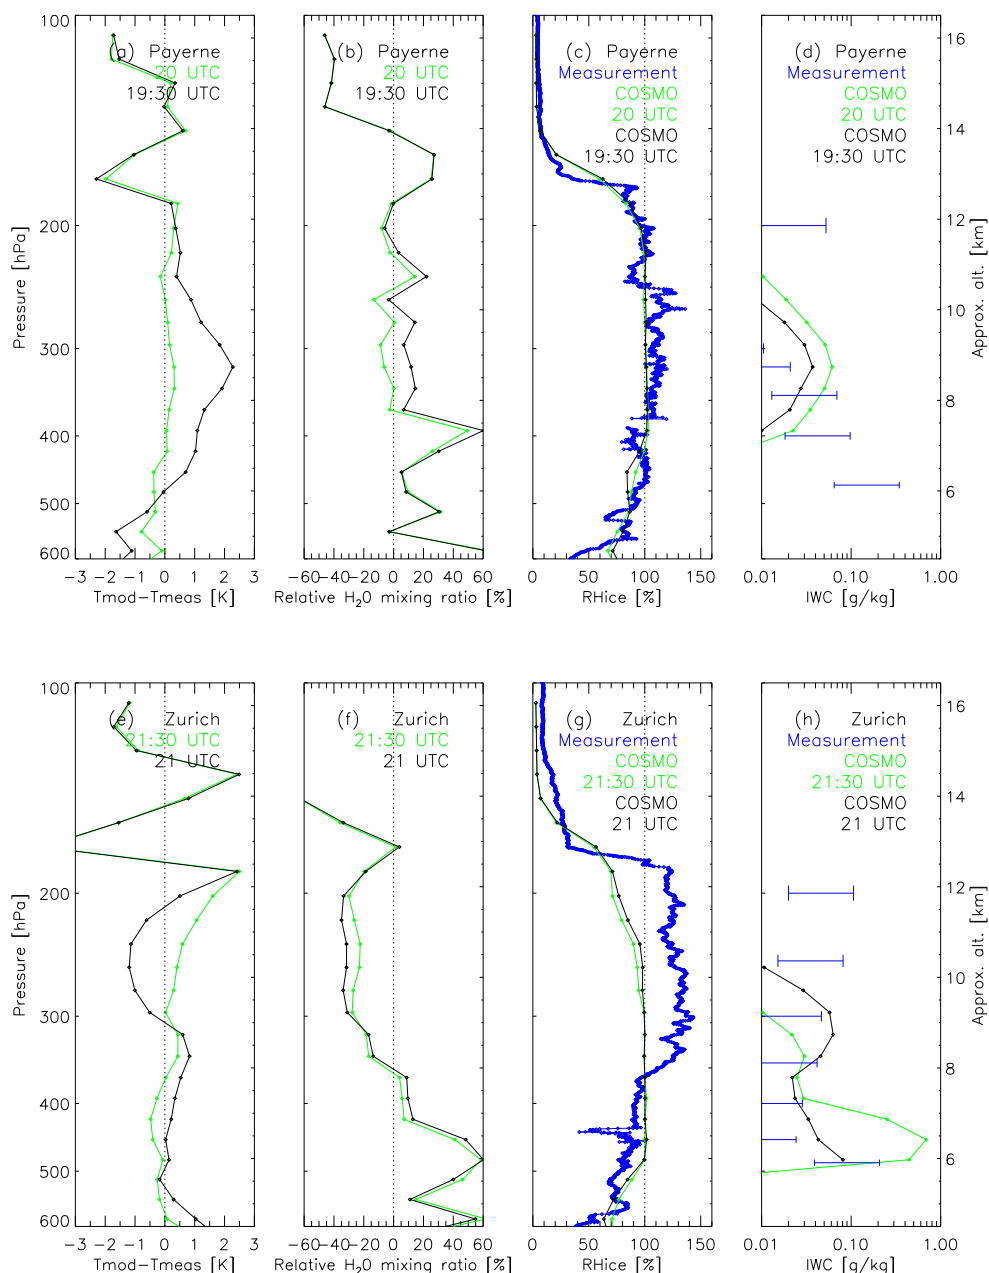 (a) Payerne
20 UTC
19:30 UTC
100
200
300
400
500
600
Pressure [hPa]
−3 −2 −1 0 1 2 3
Tmod−Tmeas [K]
(b) Payerne
20 UTC
19:30 UTC
−60 −40 −20 0 20 40 60
Relative H₂O mixing ratio [%]
(c) Payerne
Measurement
COSMO
20 UTC
COSMO
19:30 UTC
0 50 100 150
RHice [%]
(d) Payerne
Measurement
COSMO
20 UTC
COSMO
19:30 UTC
16
14
12
10
8
6
Approx. alt. [km]
0.01 0.10 1.00
IWC [g/kg]
(e) Zurich
21:30 UTC
21 UTC
100
200
300
400
500
600
Pressure [hPa]
−3 −2 −1 0 1 2 3
Tmod−Tmeas [K]
(f) Zurich
21:30 UTC
21 UTC
−60 −40 −20 0 20 40 60
Relative H₂O mixing ratio [%]
(g) Zurich
Measurement
COSMO
21:30 UTC
COSMO
21 UTC
0 50 100 150
RHice [%]
(h) Zurich
Measurement
COSMO
21:30 UTC
COSMO
21 UTC
16
14
12
10
8
6
Approx. alt. [km]
0.01 0.10 1.00
IWC [g/kg]